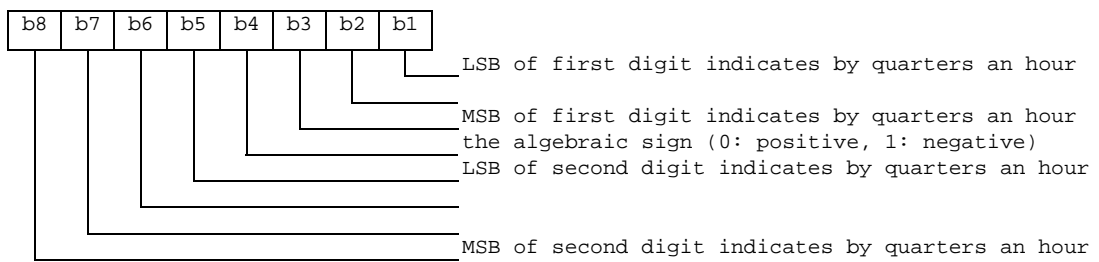 b8 b7 b6 b5 b4 b3 b2 b1
LSB of first digit indicates by quarters an hour
MSB of first digit indicates by quarters an hour
the algebraic sign (0: positive, 1: negative)
LSB of second digit indicates by quarters an hour
MSB of second digit indicates by quarters an hour